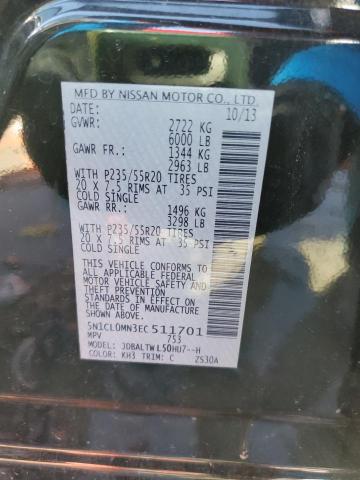 MFD BY NISSAN MOTOR CO., LTD.
DATE: 10/13
GVWR: 2722 KG
6000 LB
GAWR FR.: 1344 KG
2963 LB
WITH P235/55R20 TIRES
20 X 7.5 RIMS AT 35 PSI
COLD SINGLE
GAWR RR.: 1496 KG
3298 LB
WITH P235/55R20 TIRES
20 X 7.5 RIMS AT 35 PSI
COLD SINGLE
THIS VEHICLE CONFORMS TO
ALL APPLICABLE FEDERAL
MOTOR VEHICLE SAFETY
STANDARDS IN EFFECT ON
THE DATE OF MANUFACTURE
SHOWN ABOVE
5N1CL0MN3EC511701
MPV 753
MODEL: JDBALTWL50HU7--H
COLOR: KH3 TRIM: C ZS30A